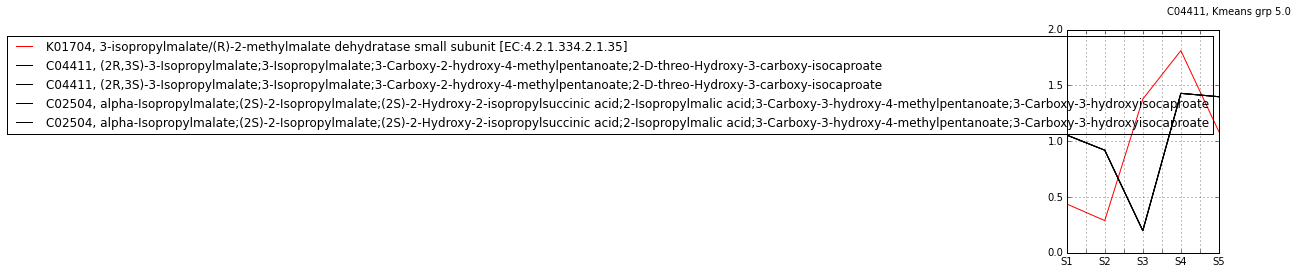 C04411, Kmeans grp 5.0
K01704, 3-isopropylmalate/(R)-2-methylmalate dehydratase small subunit [EC:4.2.1.334.2.1.35]
C04411, (2R,3S)-3-Isopropylmalate;3-Isopropylmalate;3-Carboxy-2-hydroxy-4-methylpentanoate;2-D-threo-Hydroxy-3-carboxy-isocaproate
C04411, (2R,3S)-3-Isopropylmalate;3-Isopropylmalate;3-Carboxy-2-hydroxy-4-methylpentanoate;2-D-threo-Hydroxy-3-carboxy-isocaproate
C02504, alpha-Isopropylmalate;(2S)-2-Isopropylmalate;(2S)-2-Hydroxy-2-isopropylsuccinic acid;2-Isopropylmalic acid;3-Carboxy-3-hydroxy-4-methylpentanoate;3-Carboxy-3-hydroxyisocaproate
C02504, alpha-Isopropylmalate;(2S)-2-Isopropylmalate;(2S)-2-Hydroxy-2-isopropylsuccinic acid;2-Isopropylmalic acid;3-Carboxy-3-hydroxy-4-methylpentanoate;3-Carboxy-3-hydroxyisocaproate
2.0
1.5
1.0
0.5
0.0
S1 S2 S3 S4 S5